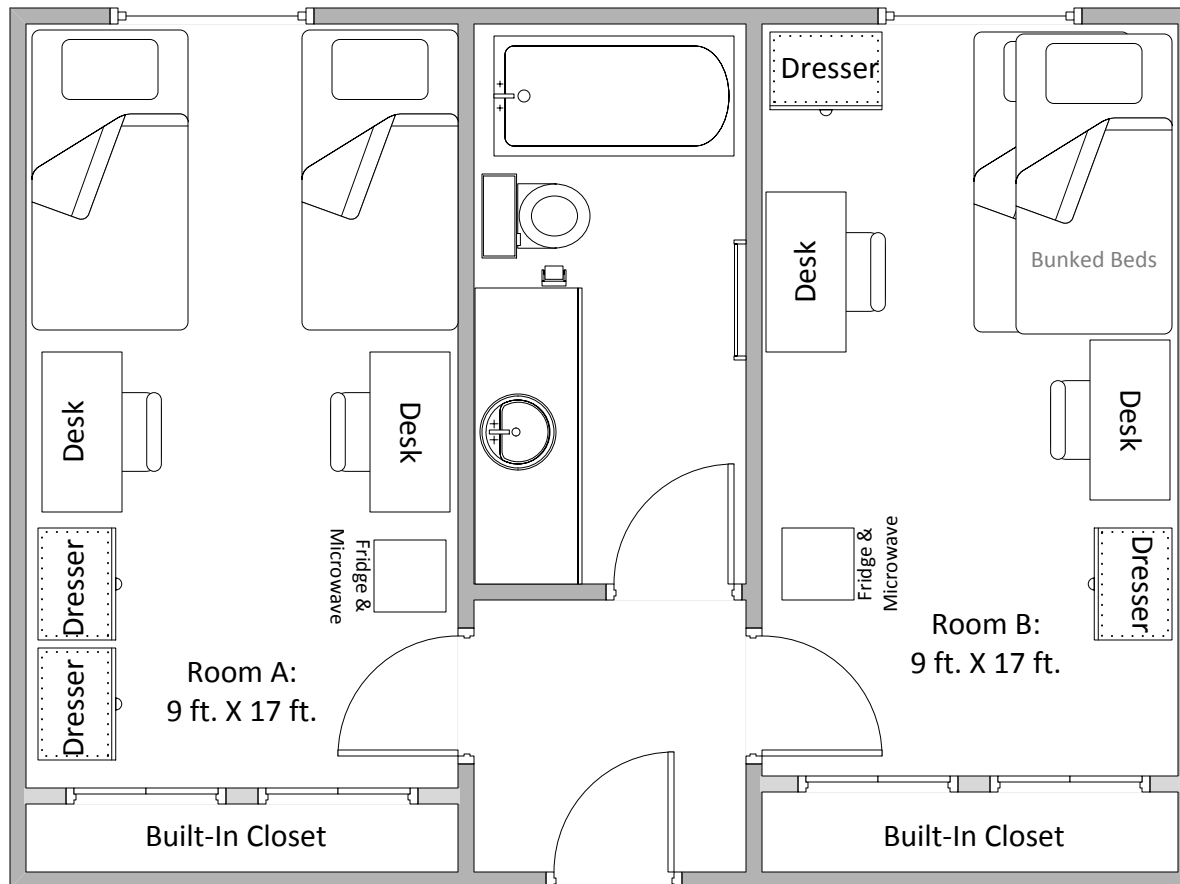 Dresser
Desk
Bunked Beds
Desk
Desk
Desk
Fridge &
Microwave
Fridge &
Microwave
Dresser
Dresser
Dresser
Room A:
9 ft. X 17 ft.
Room B:
9 ft. X 17 ft.
Built-In Closet
Built-In Closet